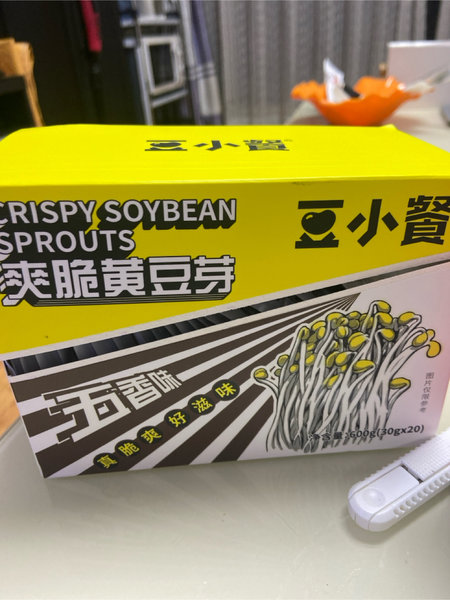 豆小餐
CRISPY SOYBEAN
SPROUTS
爽脆黄豆芽
豆小餐
五香味
真脆爽 好滋味
图片仅限参考
净含量:600g(30gx20)